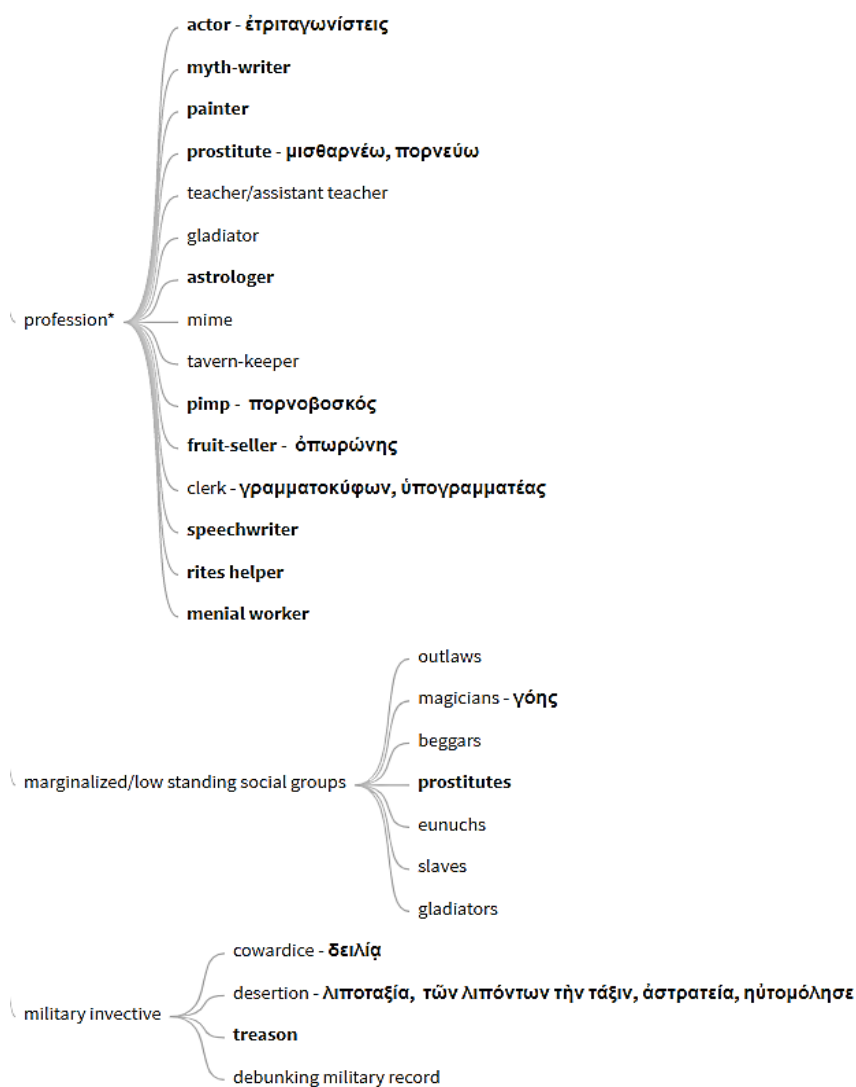 actor - ἐτριταγωνίστεις
myth-writer
painter
prostitute - μισθαρνέω, πορνεύω
teacher/assistant teacher
gladiator
astrologer
profession*
mime
tavern-keeper
pimp - πορνοβοσκός
fruit-seller - ὀπωρώνης
clerk - γραμματοκύφων, ὑπογραμματέας
speechwriter
rites helper
menial worker
outlaws
magicians - γόης
beggars
marginalized/low standing social groups
prostitutes
eunuchs
slaves
gladiators
cowardice - δειλίᾳ
desertion - λιποταξία, τῶν λιπόντων τὴν τάξιν, ἀστρατεία, ηὐτομόλησε
military invective
treason
debunking military record